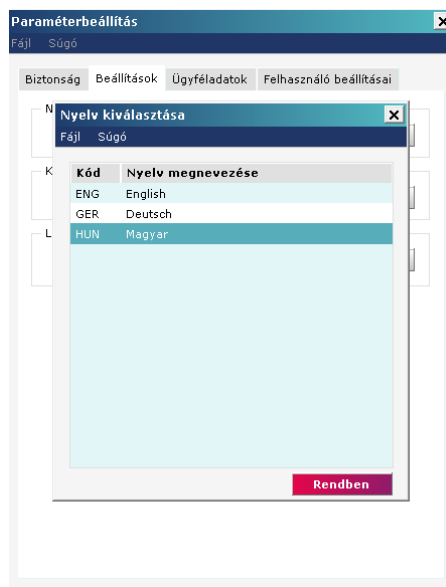 Paraméterbeállítás
Fájl Súgó
Biztonság Beállítások Ügyféladatok Felhasználó beállításai
N
Nyelv kiválasztása
Fájl Súgó
K
Kód Nyelv megnevezése
ENG English
GER Deutsch
L
HUN Magyar
Rendben